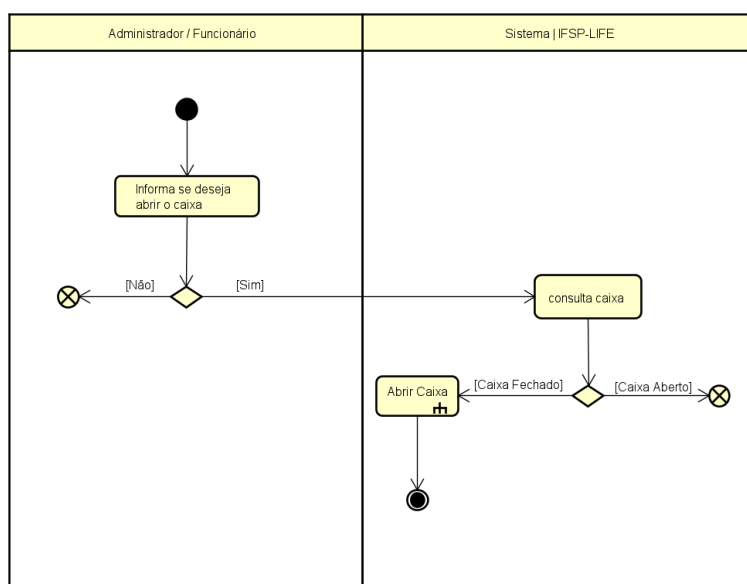 Administrador / Funcionário
Sistema | IFSP-LIFE
Informa se deseja
abrir o caixa
[Não]
[Sim]
consulta caixa
Abrir Caixa
[Caixa Fechado]
[Caixa Aberto]